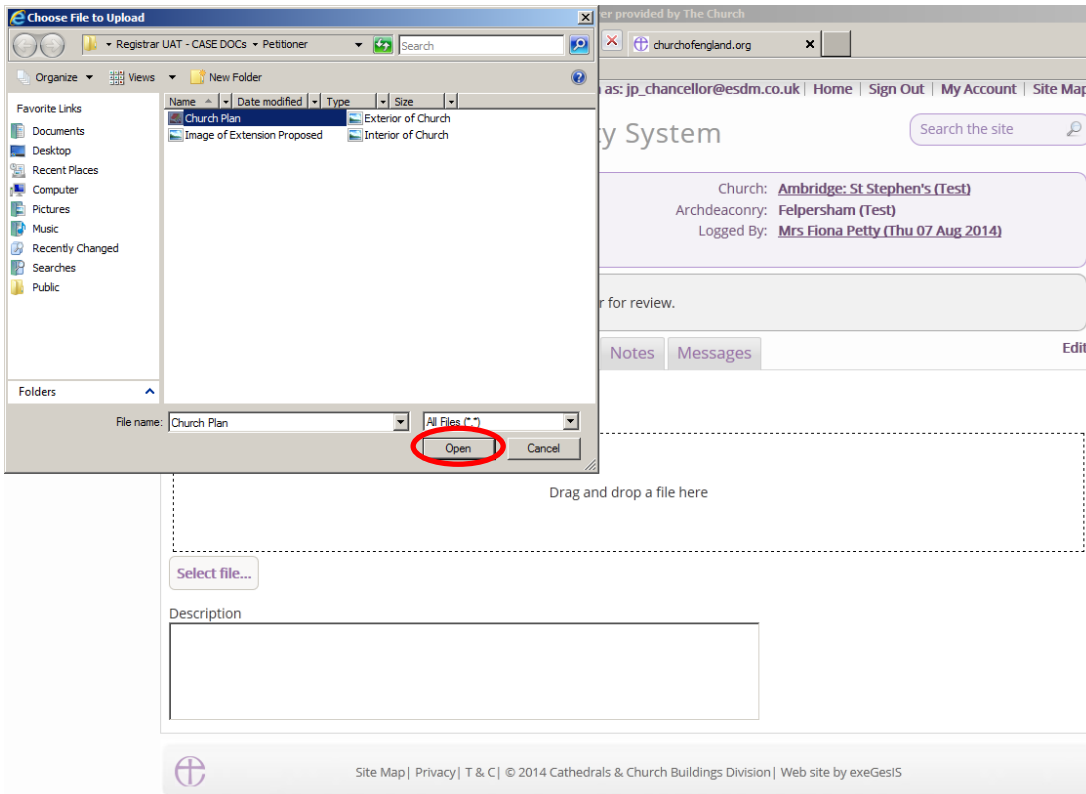 Choose File to Upload
Registrar UAT - CASE DOCs Petitioner
Search
Organize
Views
New Folder
Favorite Links
Documents
Desktop
Recent Places
Computer
Pictures
Music
Recently Changed
Searches
Public
Folders
Name
Date modified
Type
Size
Church Plan
Exterior of Church
Image of Extension Proposed
Interior of Church
File name:
Church Plan
All Files (*.*)
Open
Cancel
er provided by The Church
churchofengland.org
as: jp_chancellor@esdm.co.uk | Home | Sign Out | My Account | Site Map
y System
Search the site
Church: Ambridge: St Stephen's (Test)
Archdeaconry: Felpersham (Test)
Logged By: Mrs Fiona Petty (Thu 07 Aug 2014)
r for review.
Notes
Messages
Edit
Drag and drop a file here
Select file...
Description
Site Map| Privacy| T & C| © 2014 Cathedrals & Church Buildings Division| Web site by exeGesIS